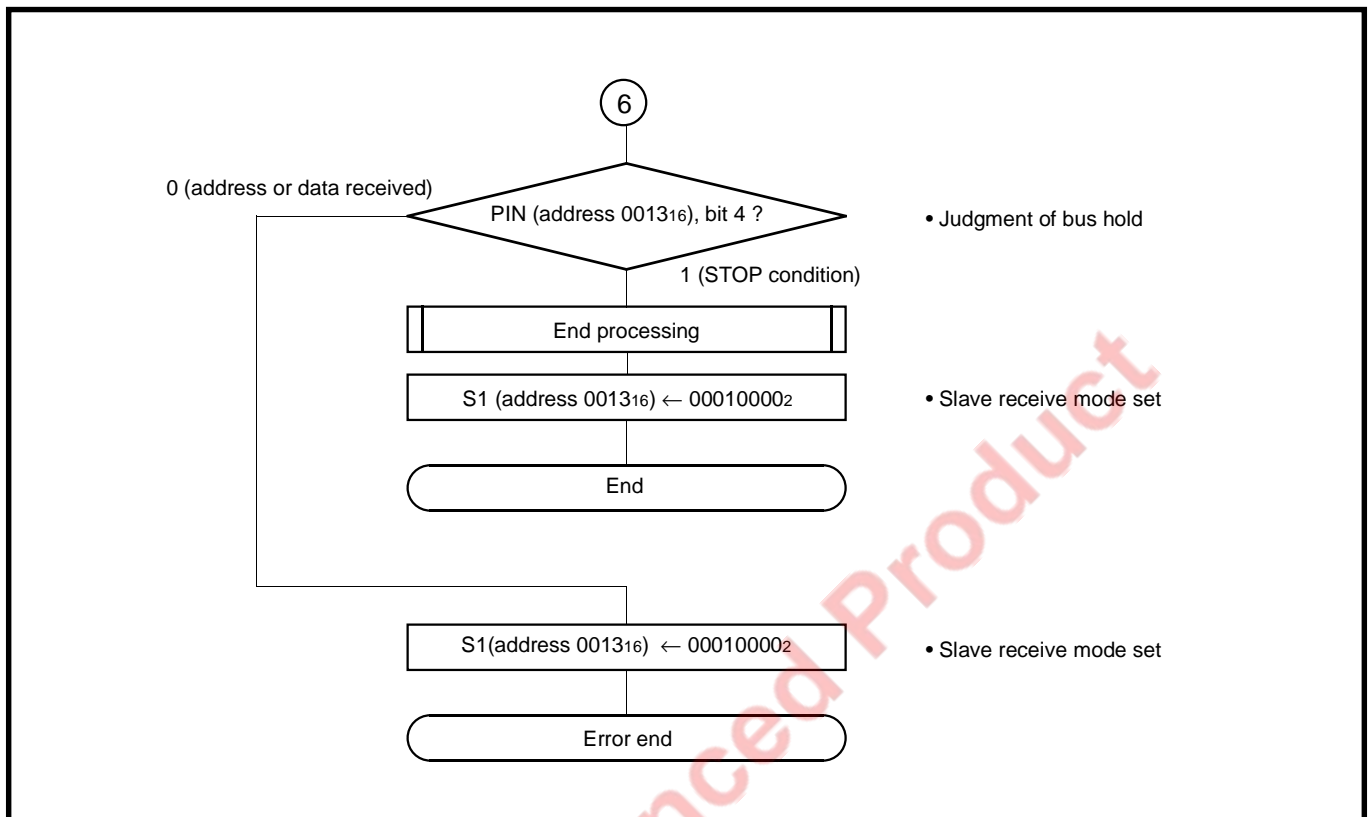 6
0 (address or data received)
PIN (address 001316), bit 4 ?
• Judgment of bus hold
1 (STOP condition)
End processing
S1 (address 001316) ← 000100002
• Slave receive mode set
End
S1(address 001316) ← 000100002
• Slave receive mode set
Error end
nced Product